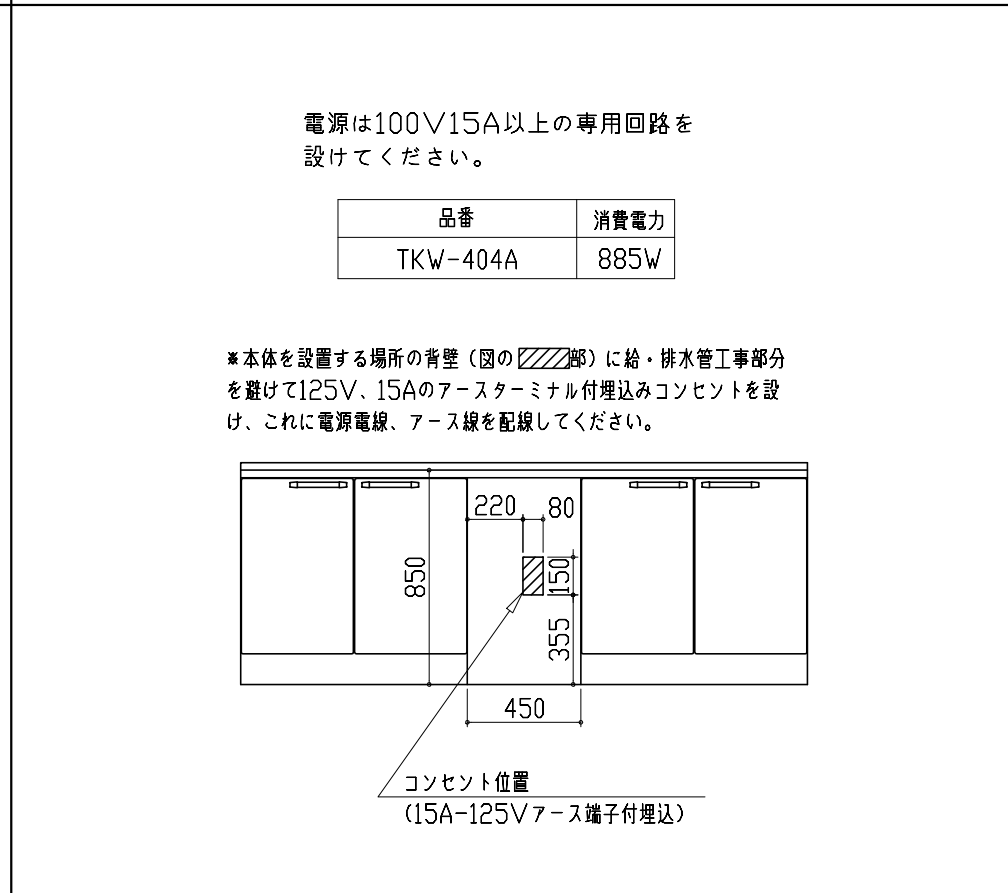 電源は100V15A以上の専用回路を
設けてください。
品番 消費電力
TKW-404A 885W
※本体を設置する場所の背壁（図の 部）に給・排水管工事部分
を避けて125V、15Aのアースターミナル付埋込みコンセントを設
け、これに電源電線、アース線を配線してください。
220 80
850
150
355
450
コンセント位置
(15A-125Vアース端子付埋込)